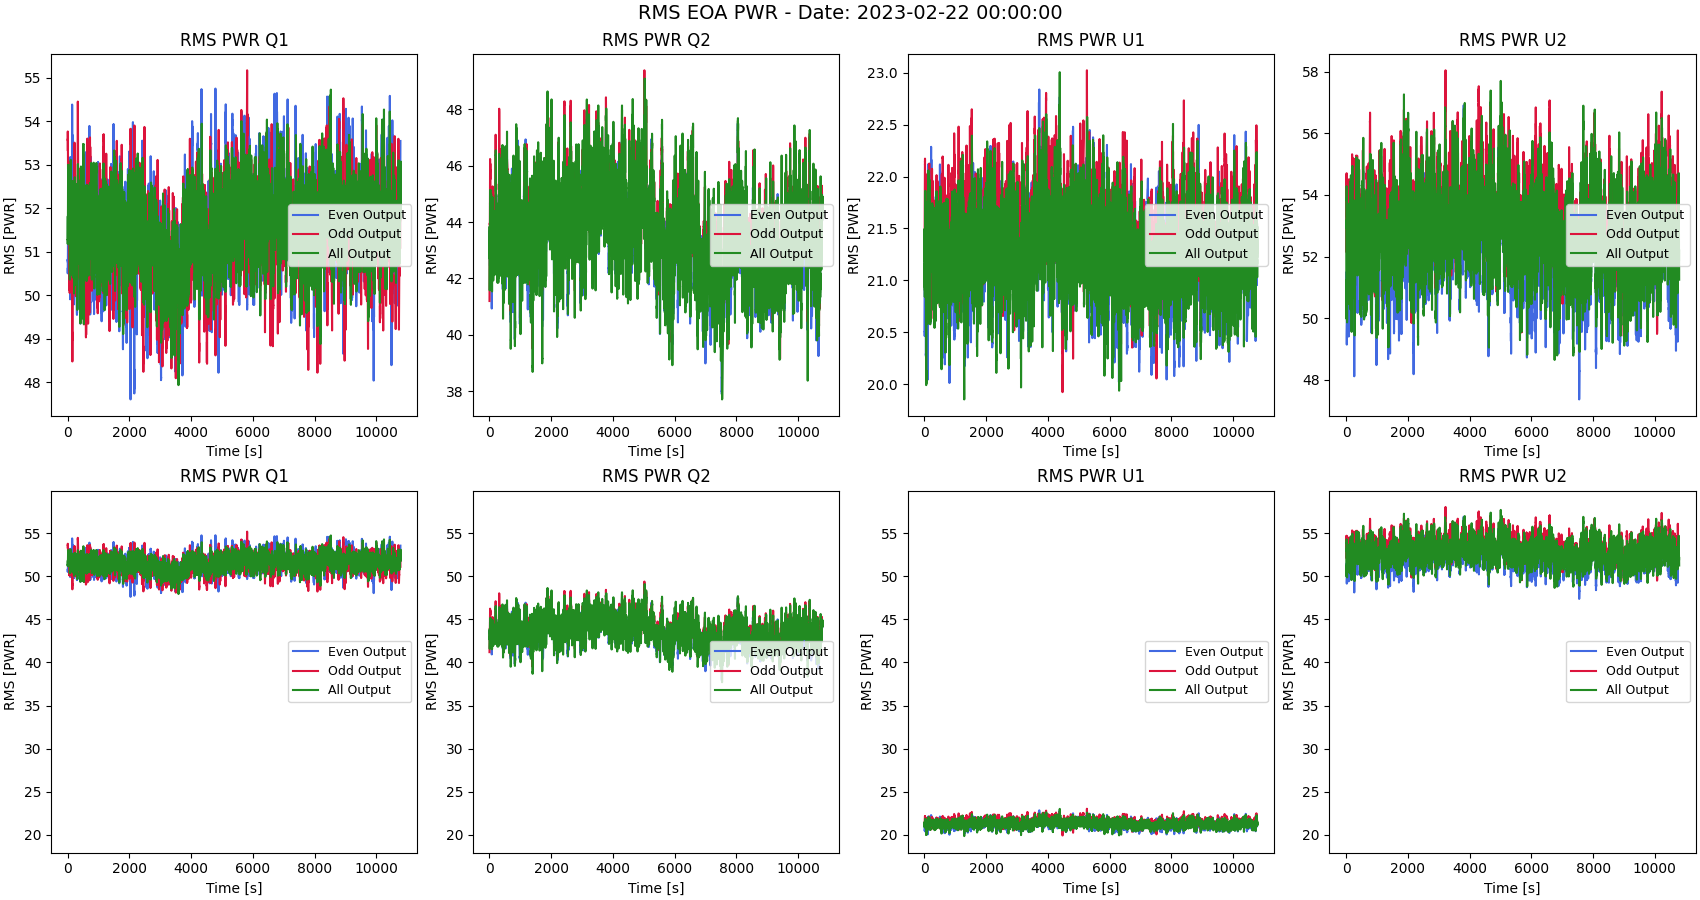 RMS EOA PWR - Date: 2023-02-22 00:00:00
RMS PWR Q1
RMS [PWR]
55
54
53
52
51
50
49
48
Even Output
Odd Output
All Output
0 2000 4000 6000 8000 10000
Time [s]
RMS PWR Q2
RMS [PWR]
48
46
44
42
40
38
Even Output
Odd Output
All Output
0 2000 4000 6000 8000 10000
Time [s]
RMS PWR U1
RMS [PWR]
23.0
22.5
22.0
21.5
21.0
20.5
20.0
Even Output
Odd Output
All Output
0 2000 4000 6000 8000 10000
Time [s]
RMS PWR U2
RMS [PWR]
58
56
54
52
50
48
Even Output
Odd Output
All Output
0 2000 4000 6000 8000 10000
Time [s]
RMS PWR Q1
RMS [PWR]
55
50
45
40
35
30
25
20
Even Output
Odd Output
All Output
0 2000 4000 6000 8000 10000
Time [s]
RMS PWR Q2
RMS [PWR]
55
50
45
40
35
30
25
20
Even Output
Odd Output
All Output
0 2000 4000 6000 8000 10000
Time [s]
RMS PWR U1
RMS [PWR]
55
50
45
40
35
30
25
20
Even Output
Odd Output
All Output
0 2000 4000 6000 8000 10000
Time [s]
RMS PWR U2
RMS [PWR]
55
50
45
40
35
30
25
20
Even Output
Odd Output
All Output
0 2000 4000 6000 8000 10000
Time [s]